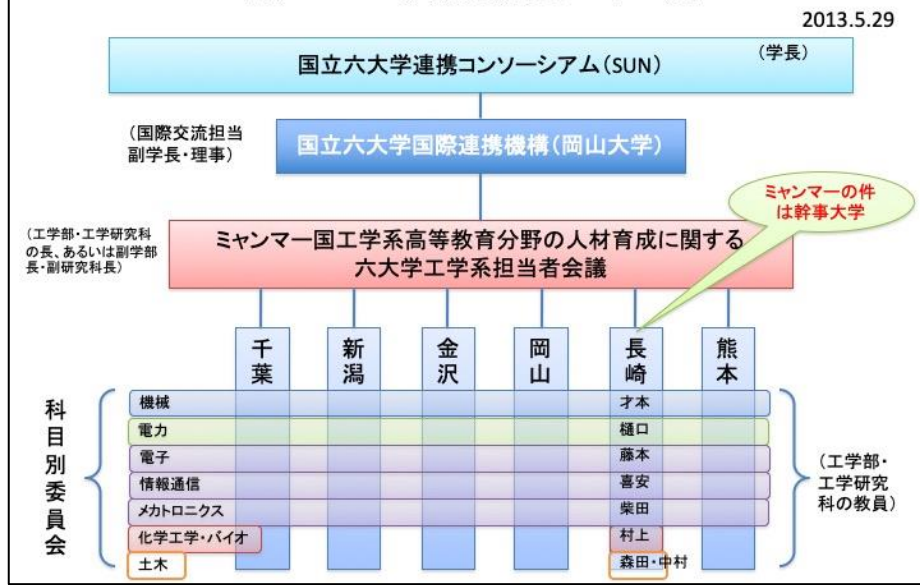 2013.5.29
国立六大学連携コンソーシアム(SUN)
(学長)
(国際交流担当
副学長・理事)
国立六大学国際連携機構(岡山大学)
ミャンマーの件
は幹事大学
(工学部・工学研究科
の長、あるいは副学部
長・副研究科長)
ミャンマー国工学系高等教育分野の人材育成に関する
六大学工学系担当者会議
千葉
新潟
金沢
岡山
長崎
熊本
科目別委員会
機械
才本
電力
樋口
電子
藤本
情報通信
喜安
メカトロニクス
柴田
化学工学・バイオ
村上
土木
森田・中村
(工学部・
工学研究
科の教員)